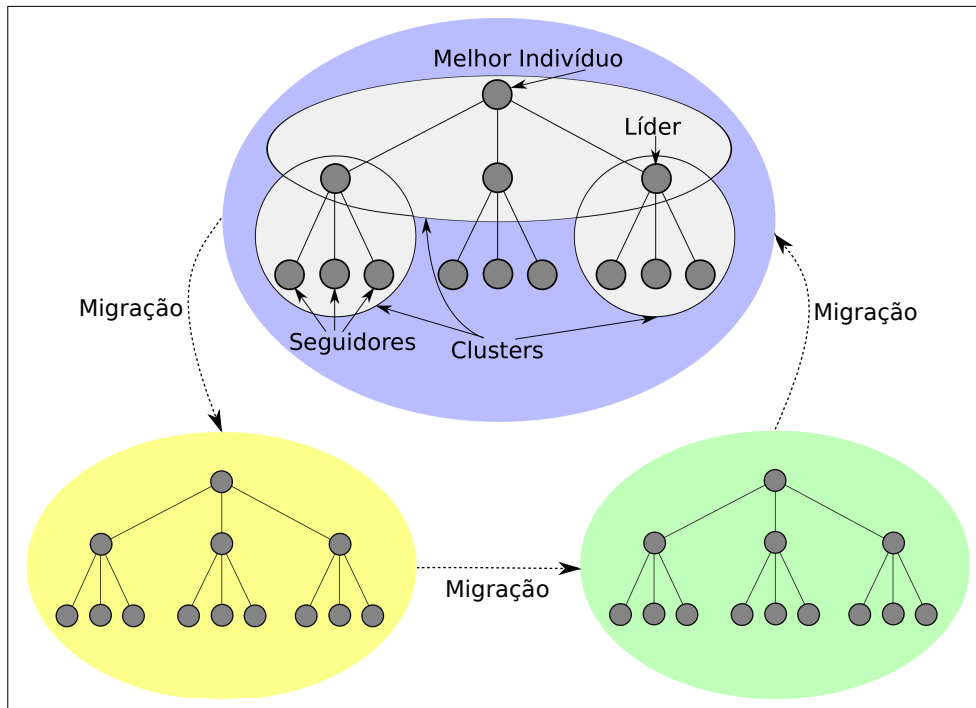 Melhor Indivíduo
Líder
Migração
Migração
Seguidores
Clusters
Migração